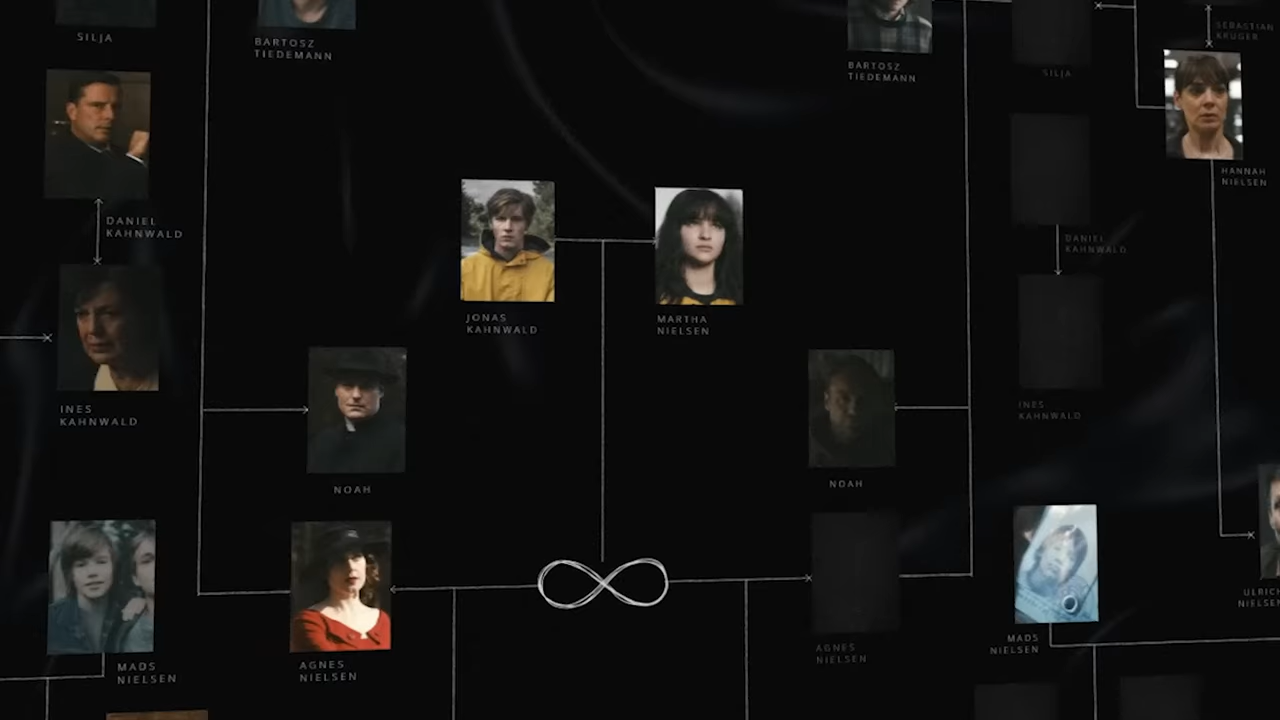 SILJA
BARTOSZ
TIEDEMANN
BARTOSZ
TIEDEMANN
SILJA
SEBASTIAN
KRÜGER
HANNAH
NIELSEN
DANIEL
KAHNWALD
DANIEL
KAHNWALD
JONAS
KAHNWALD
MARTHA
NIELSEN
INES
KAHNWALD
INES
KAHNWALD
NOAH
NOAH
ULRICH
NIELSEN
MADS
NIELSEN
AGNES
NIELSEN
AGNES
NIELSEN
MADS
NIELSEN